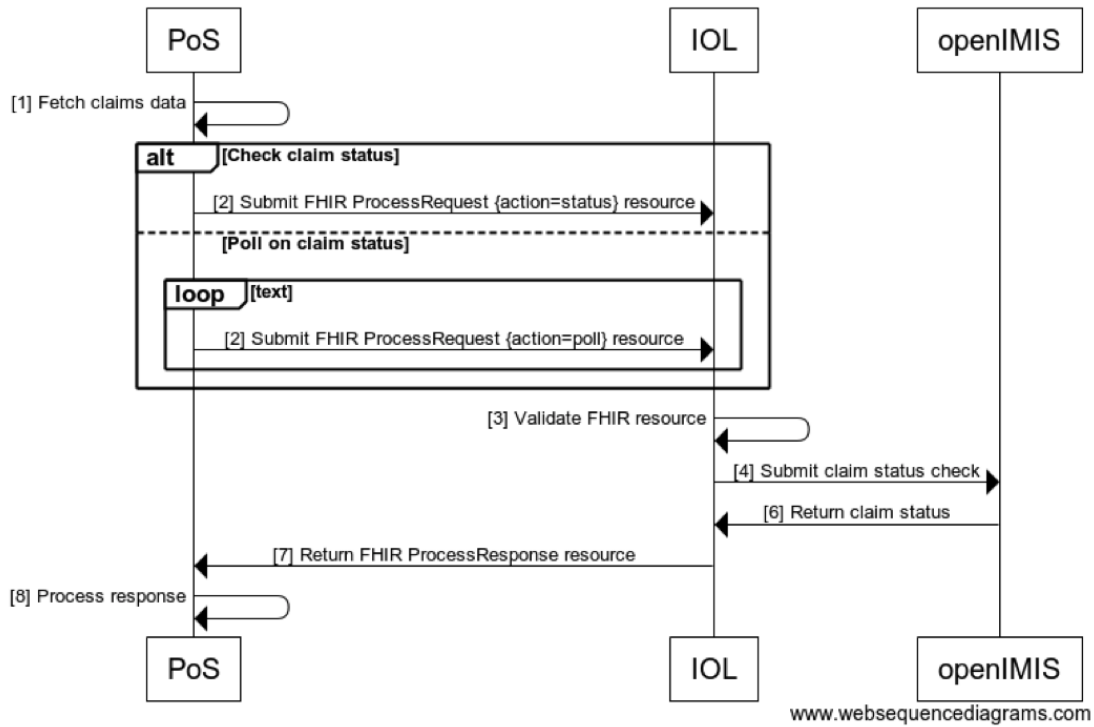 PoS IOL openIMIS
[1] Fetch claims data
alt [Check claim status]
[2] Submit FHIR ProcessRequest {action=status} resource
[Poll on claim status]
loop [text]
[2] Submit FHIR ProcessRequest {action=poll} resource
[3] Validate FHIR resource
[4] Submit claim status check
[6] Return claim status
[7] Return FHIR ProcessResponse resource
[8] Process response
PoS IOL openIMIS
www.websequencediagrams.com